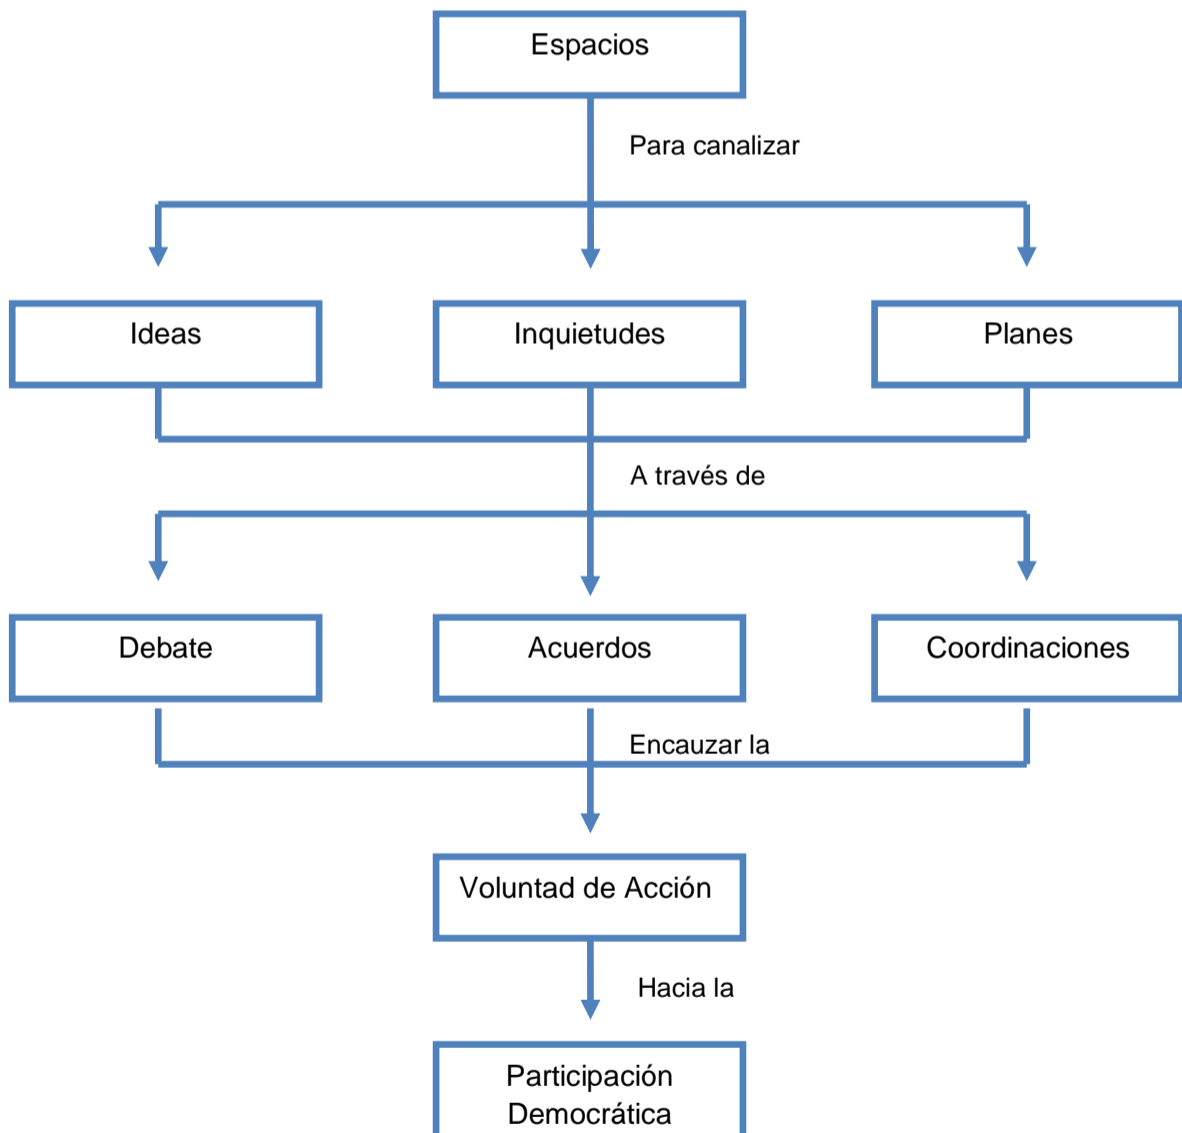 Espacios
Para canalizar
Ideas
Inquietudes
Planes
A través de
Debate
Acuerdos
Coordinaciones
Encauzar la
Voluntad de Acción
Hacia la
Participación
Democrática